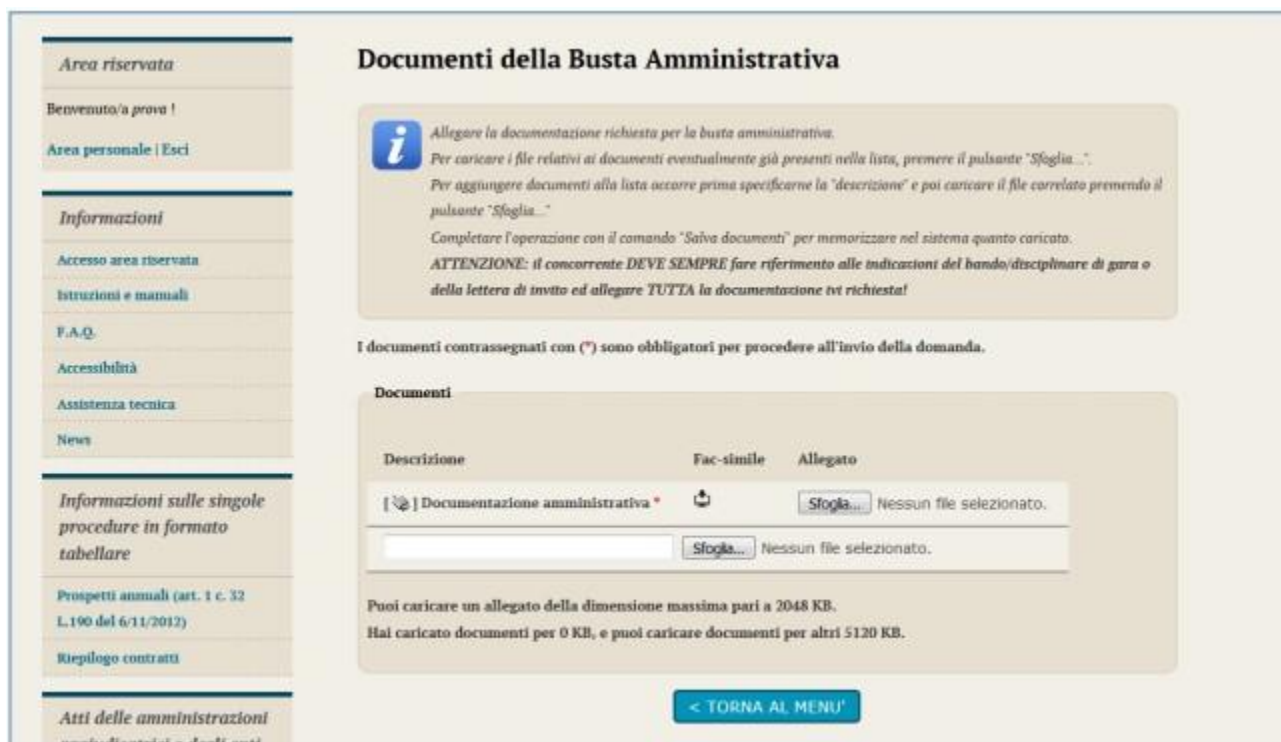 Area riservata
Benvenuto/a prova !
Area personale | Esci
Informazioni
Accesso area riservata
Istruzioni e manuali
F.A.Q.
Accessibilità
Assistenza tecnica
News
Informazioni sulle singole
procedure in formato
tabellare
Prospetti annuali (art. 1 c. 32
L.190 del 6/11/2012)
Riepilogo contratti
Atti delle amministrazioni
Documenti della Busta Amministrativa
Allegare la documentazione richiesta per la busta amministrativa.
Per caricare i file relativi ai documenti eventualmente già presenti nella lista, premere il pulsante "Sfoglia...".
Per aggiungere documenti alla lista occorre prima specificarne la "descrizione" e poi caricare il file correlato premendo il
pulsante "Sfoglia..."
Completare l'operazione con il comando "Salva documenti" per memorizzare nel sistema quanto caricato.
ATTENZIONE: il concorrente DEVE SEMPRE fare riferimento alle indicazioni del bando/disciplinare di gara o
della lettera di invito ed allegare TUTTA la documentazione ivi richiesta!
I documenti contrassegnati con (*) sono obbligatori per procedere all'invio della domanda.
Documenti
Descrizione Fac-simile Allegato
[ ] Documentazione amministrativa * Sfoglia... Nessun file selezionato.
Sfoglia... Nessun file selezionato.
Puoi caricare un allegato della dimensione massima pari a 2048 KB.
Hai caricato documenti per 0 KB, e puoi caricare documenti per altri 5120 KB.
< TORNA AL MENU'